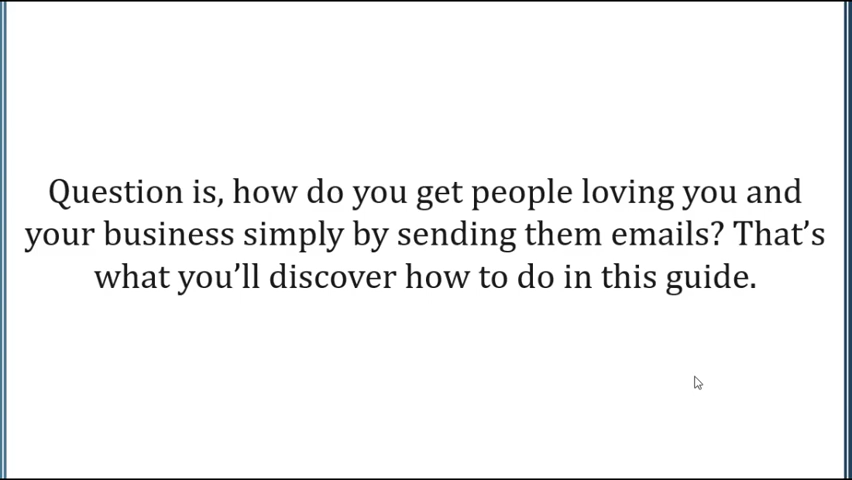 Question is, how do you get people loving you and
your business simply by sending them emails? That’s
what you’ll discover how to do in this guide.